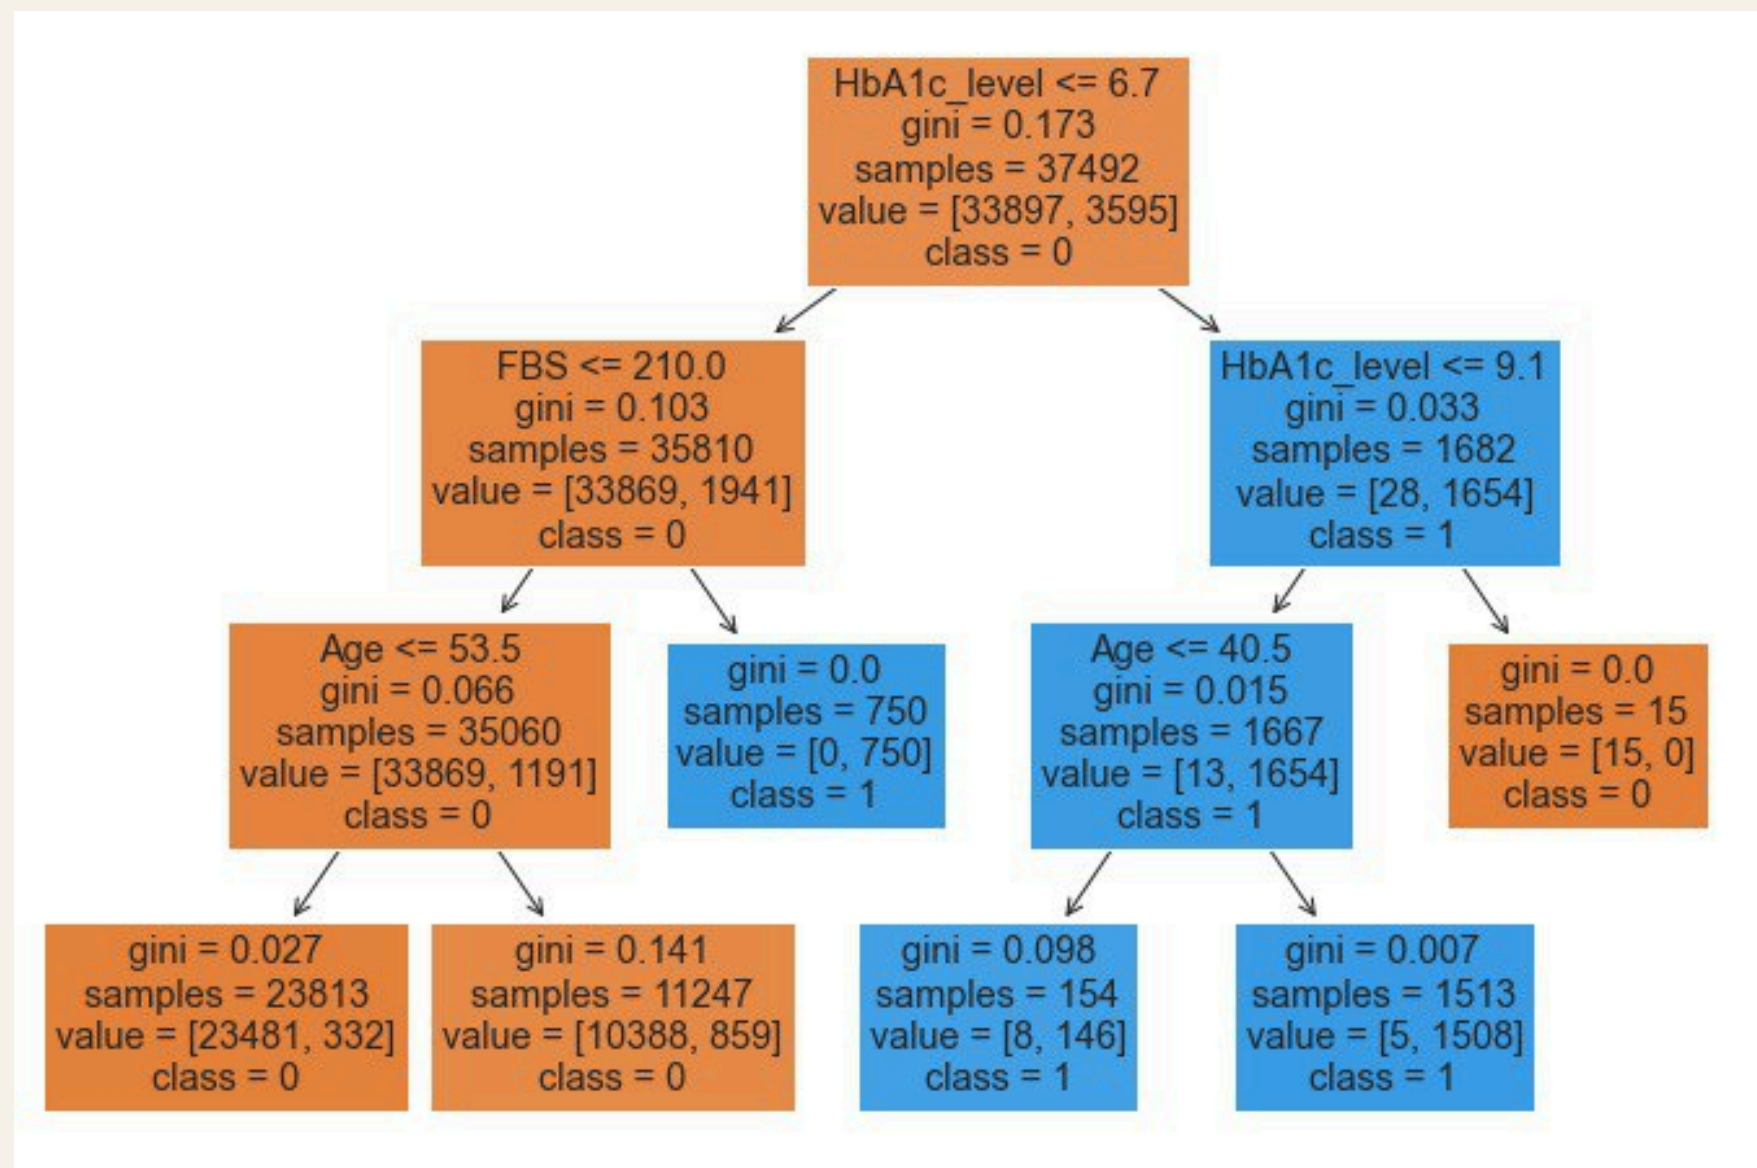 HbA1c_level <= 6.7
gini = 0.173
samples = 37492
value = [33897, 3595]
class = 0
FBS <= 210.0
gini = 0.103
samples = 35810
value = [33869, 1941]
class = 0
HbA1c_level <= 9.1
gini = 0.033
samples = 1682
value = [28, 1654]
class = 1
Age <= 53.5
gini = 0.066
samples = 35060
value = [33869, 1191]
class = 0
gini = 0.0
samples = 750
value = [0, 750]
class = 1
Age <= 40.5
gini = 0.015
samples = 1667
value = [13, 1654]
class = 1
gini = 0.0
samples = 15
value = [15, 0]
class = 0
gini = 0.027
samples = 23813
value = [23481, 332]
class = 0
gini = 0.141
samples = 11247
value = [10388, 859]
class = 0
gini = 0.098
samples = 154
value = [8, 146]
class = 1
gini = 0.007
samples = 1513
value = [5, 1508]
class = 1